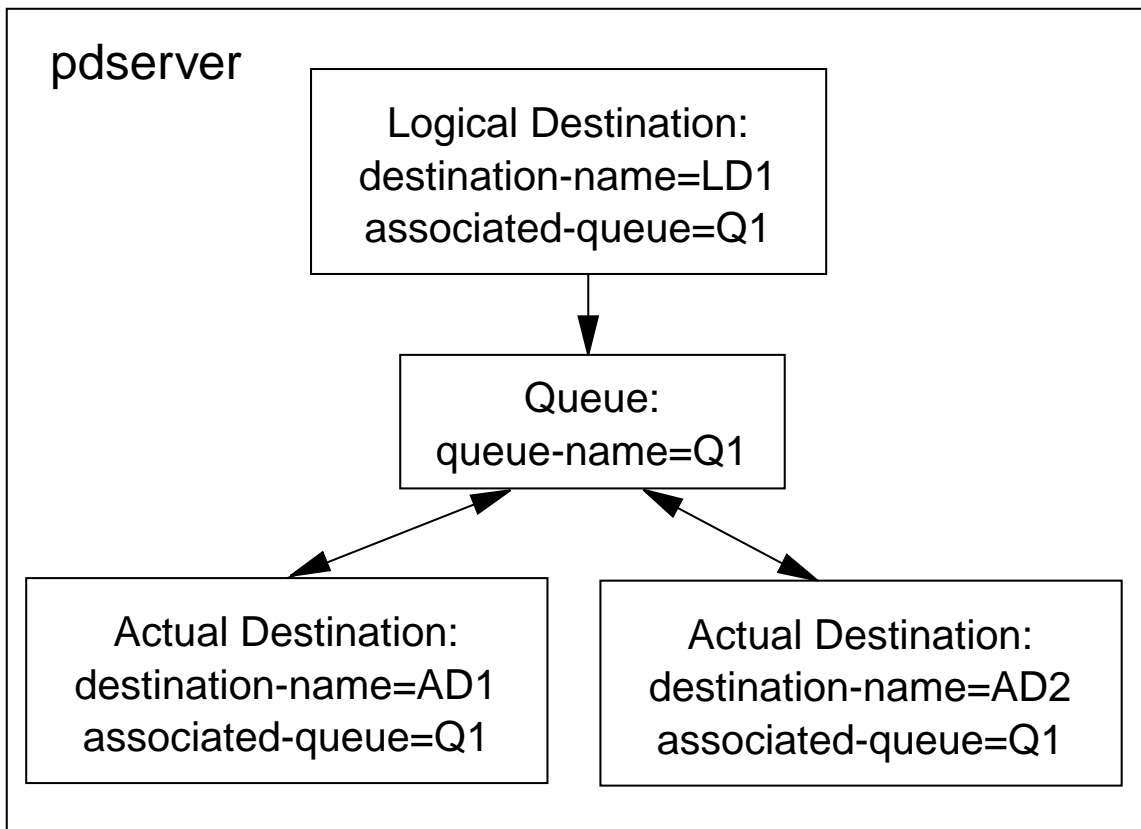 pdserver
Logical Destination:
destination-name=LD1
associated-queue=Q1
Queue:
queue-name=Q1
Actual Destination:
destination-name=AD1
associated-queue=Q1
Actual Destination:
destination-name=AD2
associated-queue=Q1